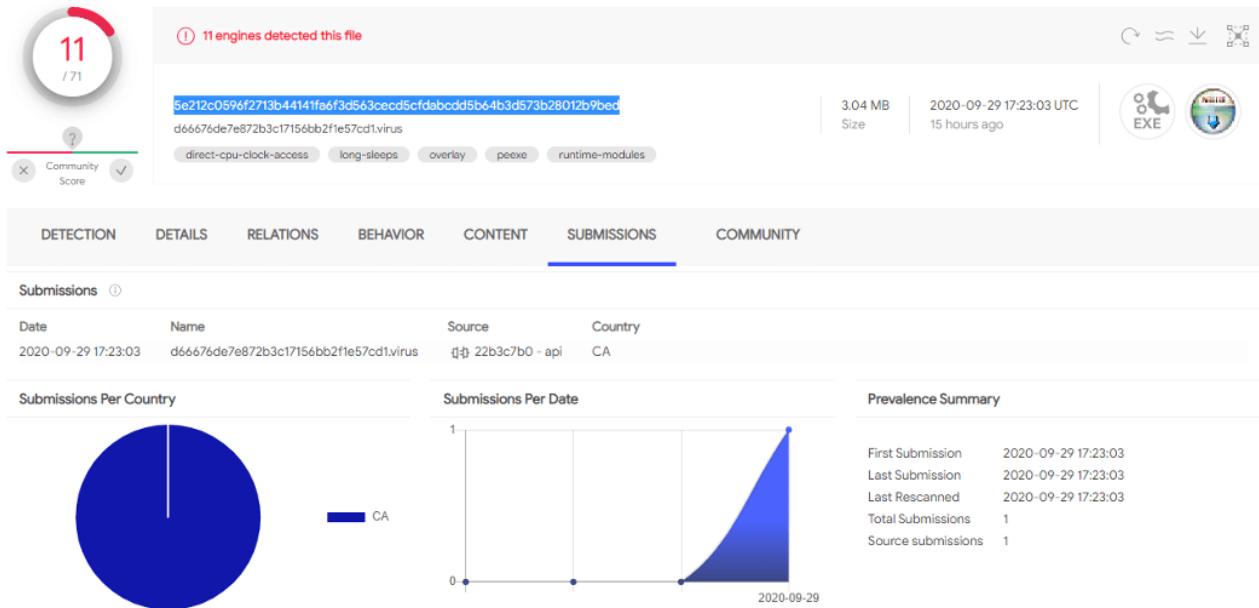 11
/ 71
11 engines detected this file
5e212c0596f2713b44141fa6f3d563cecd5cfdabcdd5b64b3d573b28012b9bed
d66676de7e872b3c17156bb2f1e57cd1.virus
direct-cpu-clock-access long-sleeps overlay peexe runtime-modules
3.04 MB
Size
2020-09-29 17:23:03 UTC
15 hours ago
EXE
?
Community
Score
DETECTION DETAILS RELATIONS BEHAVIOR CONTENT SUBMISSIONS COMMUNITY
Submissions
Date Name Source Country
2020-09-29 17:23:03 d66676de7e872b3c17156bb2f1e57cd1.virus 22b3c7b0 - api CA
Submissions Per Country
CA
Submissions Per Date
1
0
2020-09-29
Prevalence Summary
First Submission 2020-09-29 17:23:03
Last Submission 2020-09-29 17:23:03
Last Rescanned 2020-09-29 17:23:03
Total Submissions 1
Source submissions 1